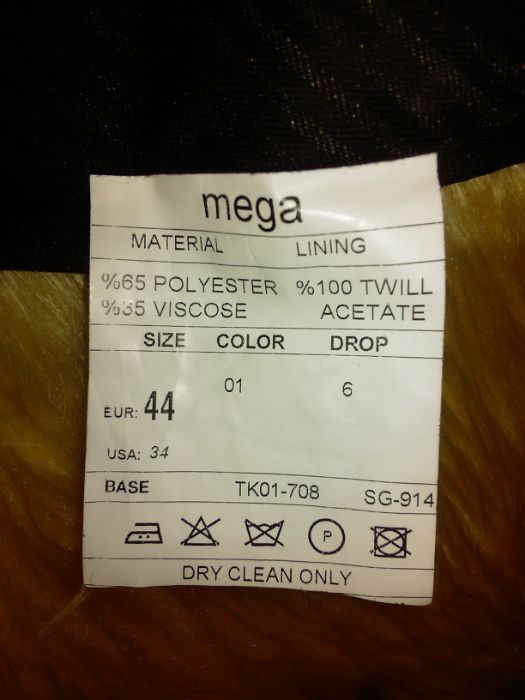 mega
MATERIAL LINING
%65 POLYESTER %100 TWILL
%35 VISCOSE ACETATE
SIZE COLOR DROP
01 6
EUR: 44
USA: 34
BASE TK01-708 SG-914
P
DRY CLEAN ONLY